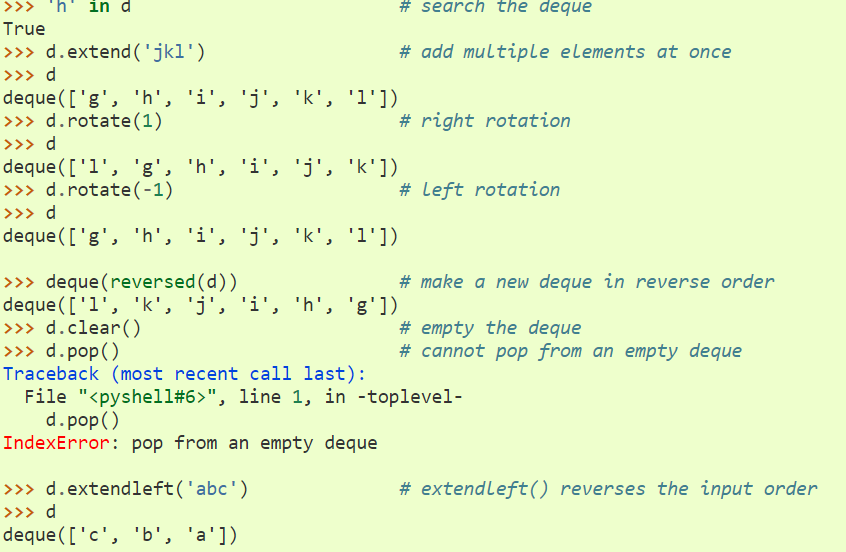 >>> 'h' in d                         # search the deque
True
>>> d.extend('jkl')                  # add multiple elements at once
>>> d
deque(['g', 'h', 'i', 'j', 'k', 'l'])
>>> d.rotate(1)                      # right rotation
>>> d
deque(['l', 'g', 'h', 'i', 'j', 'k'])
>>> d.rotate(-1)                     # left rotation
>>> d
deque(['g', 'h', 'i', 'j', 'k', 'l'])

>>> deque(reversed(d))               # make a new deque in reverse order
deque(['l', 'k', 'j', 'i', 'h', 'g'])
>>> d.clear()                        # empty the deque
>>> d.pop()                          # cannot pop from an empty deque
Traceback (most recent call last):
  File "<pyshell#6>", line 1, in -toplevel-
    d.pop()
IndexError: pop from an empty deque

>>> d.extendleft('abc')              # extendleft() reverses the input order
>>> d
deque(['c', 'b', 'a'])